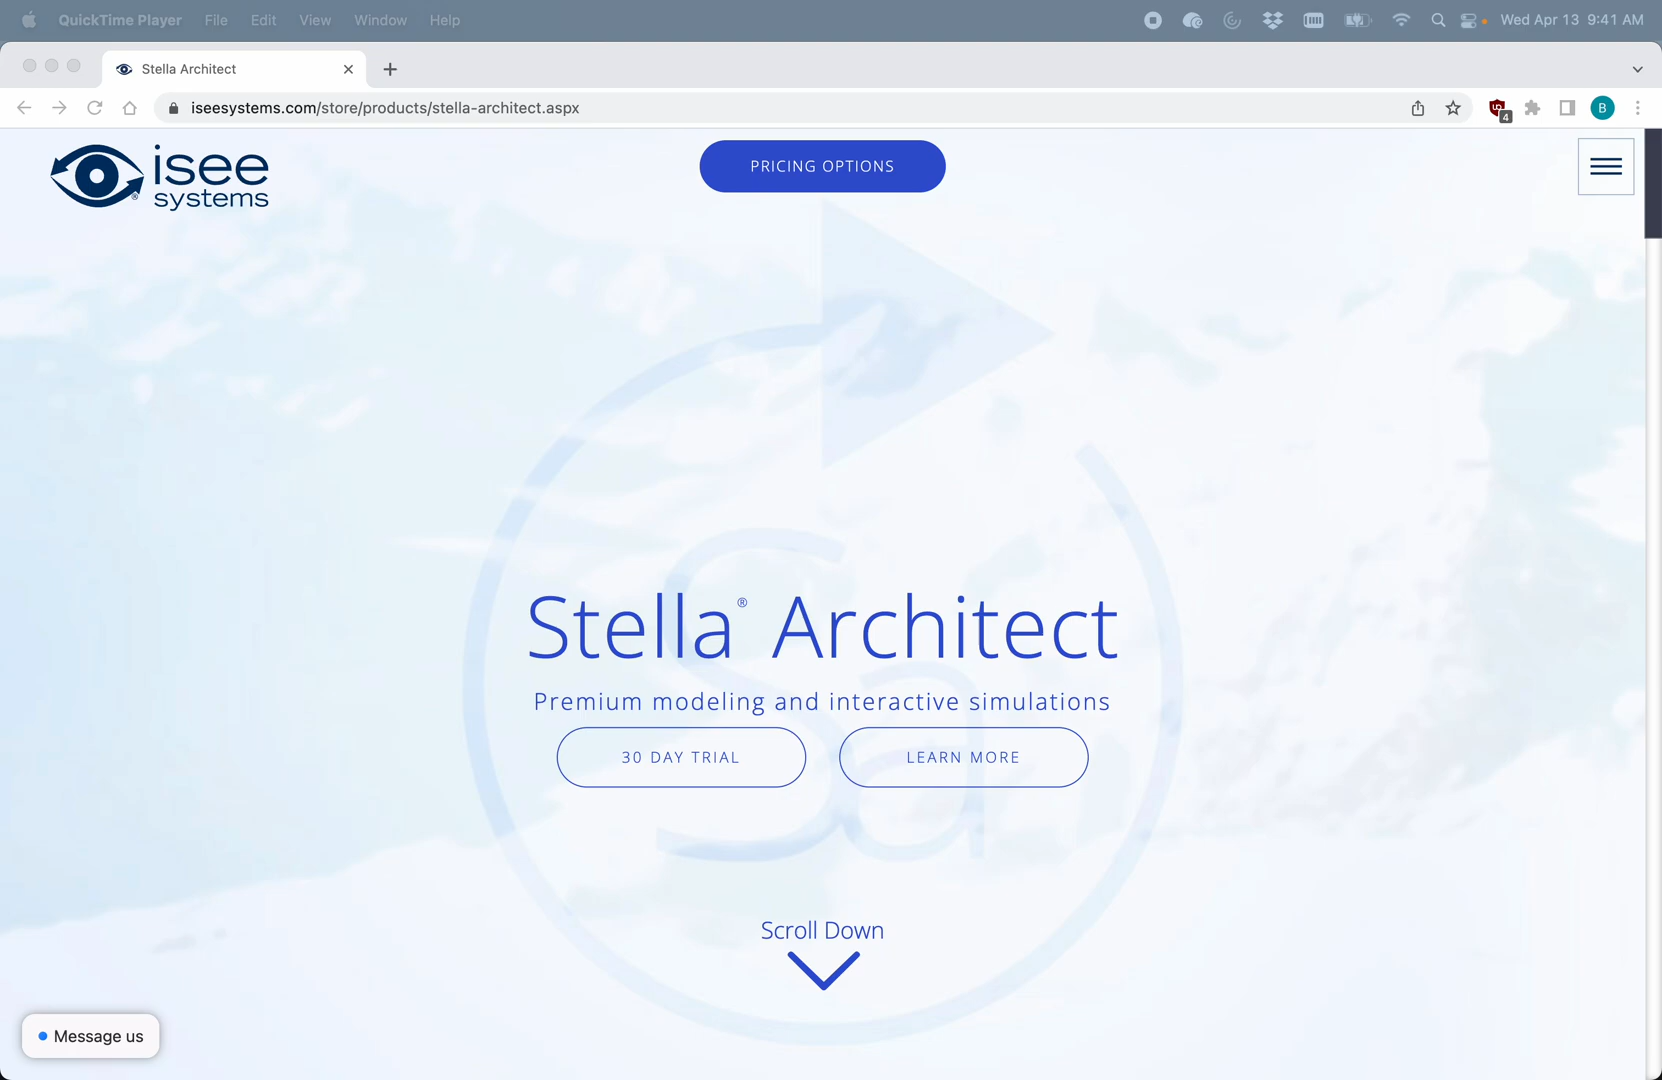 QuickTime Player File Edit View Window Help Wed Apr 13 9:41 AM
Stella Architect
iseesystems.com/store/products/stella-architect.aspx
4
B
isee
systems®
PRICING OPTIONS
Sa
Stella® Architect
Premium modeling and interactive simulations
30 DAY TRIAL LEARN MORE
Scroll Down
Message us